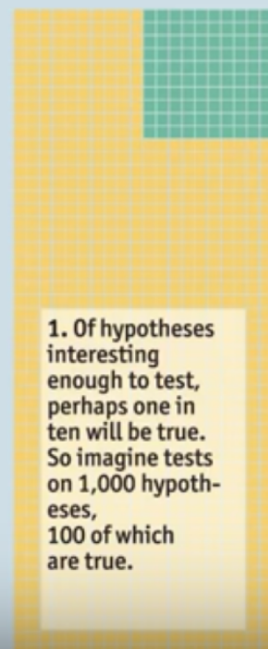 1. Of hypotheses
interesting
enough to test,
perhaps one in
ten will be true.
So imagine tests
on 1,000 hypoth-
eses,
100 of which
are true.